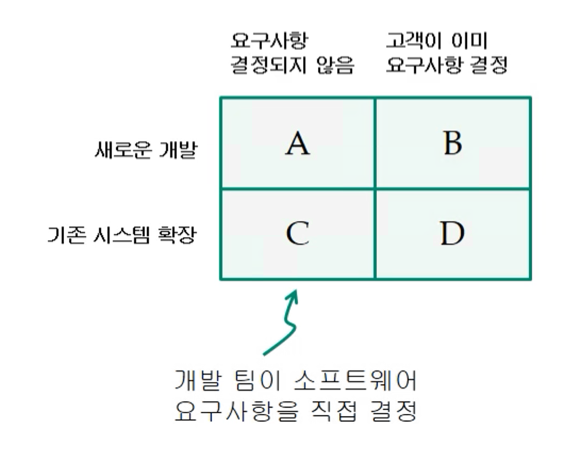 요구사항
결정되지 않음
고객이 이미
요구사항 결정
새로운 개발
A
B
기존 시스템 확장
C
D
개발 팀이 소프트웨어
요구사항을 직접 결정